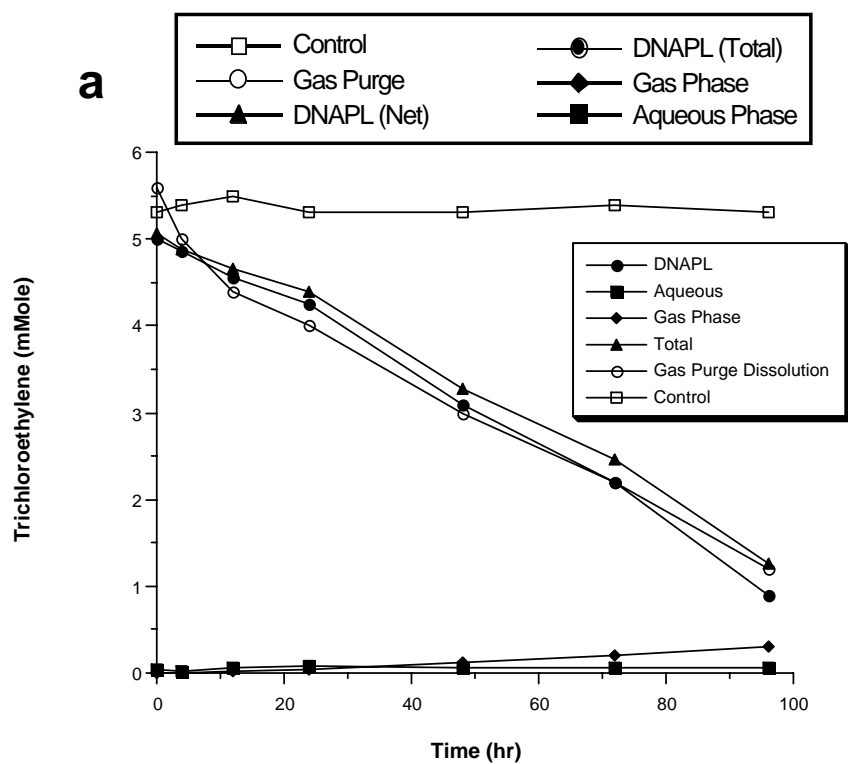 a
Control
Gas Purge
DNAPL (Net)
DNAPL (Total)
Gas Phase
Aqueous Phase
6
5
4
3
2
1
0
Trichloroethylene (mMole)
DNAPL
Aqueous
Gas Phase
Total
Gas Purge Dissolution
Control
0 20 40 60 80 100
Time (hr)